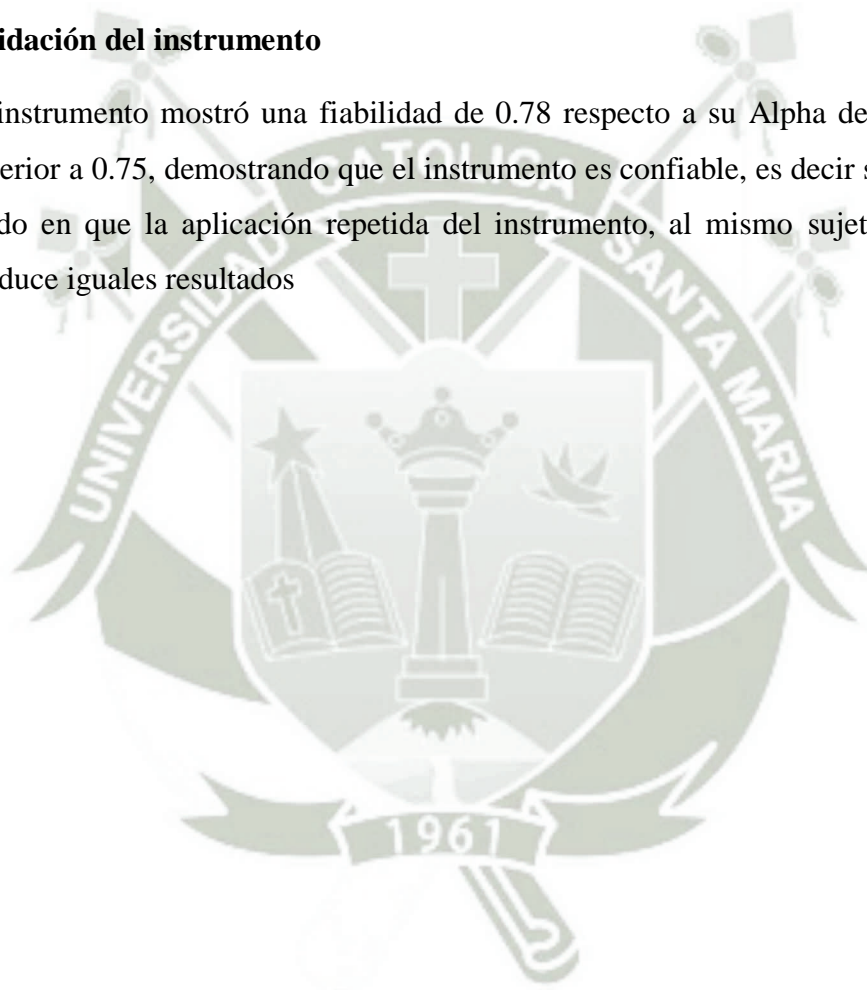 idación del instrumento
instrumento mostró una fiabilidad de 0.78 respecto a su Alpha de
erior a 0.75, demostrando que el instrumento es confiable, es decir s
do en que la aplicación repetida del instrumento, al mismo sujet
duce iguales resultados
UNIVERSIDAD CATOLICA SANTA MARIA
1961